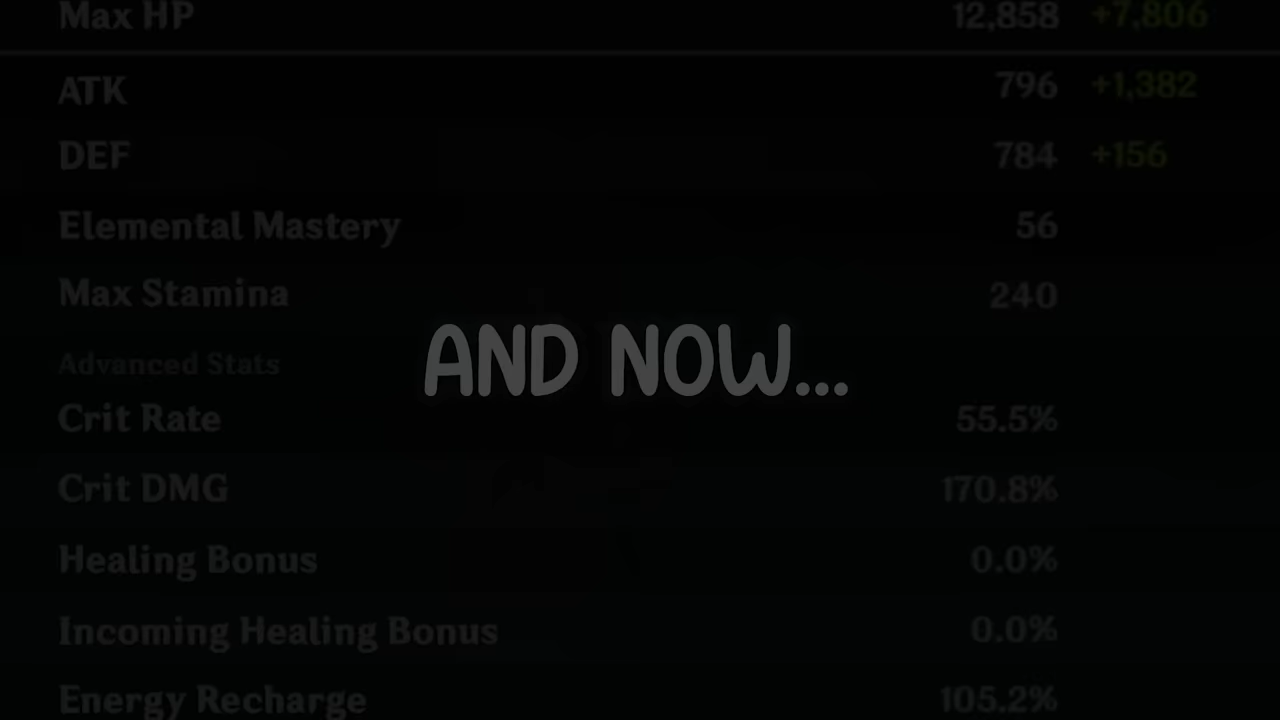 Max HP 12,858 +7,806
ATK 796 +1,382
DEF 784 +156
Elemental Mastery 56
Max Stamina 240
AND NOW...
Advanced Stats
Crit Rate 55.5%
Crit DMG 170.8%
Healing Bonus 0.0%
Incoming Healing Bonus 0.0%
Energy Recharge 105.2%